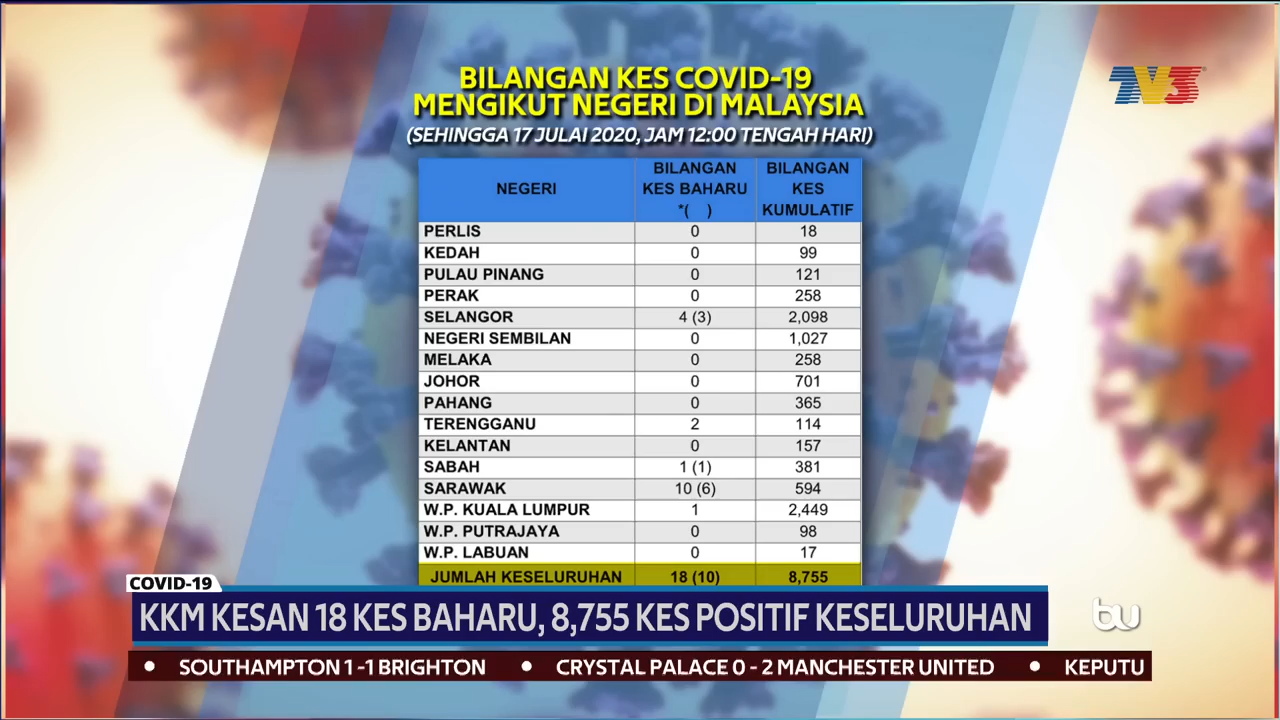 BILANGAN KES COVID-19
MENGIKUT NEGERI DI MALAYSIA
(SEHINGGA 17 JULAI 2020, JAM 12:00 TENGAH HARI)
TV3
NEGERI BILANGAN KES BAHARU *( ) BILANGAN KES KUMULATIF
PERLIS 0 18
KEDAH 0 99
PULAU PINANG 0 121
PERAK 0 258
SELANGOR 4 (3) 2,098
NEGERI SEMBILAN 0 1,027
MELAKA 0 258
JOHOR 0 701
PAHANG 0 365
TERENGGANU 2 114
KELANTAN 0 157
SABAH 1 (1) 381
SARAWAK 10 (6) 594
W.P. KUALA LUMPUR 1 2,449
W.P. PUTRAJAYA 0 98
W.P. LABUAN 0 17
JUMLAH KESELURUHAN 18 (10) 8,755
COVID-19
KKM KESAN 18 KES BAHARU, 8,755 KES POSITIF KESELURUHAN
bu
• SOUTHAMPTON 1 -1 BRIGHTON • CRYSTAL PALACE 0 - 2 MANCHESTER UNITED • KEPUTU